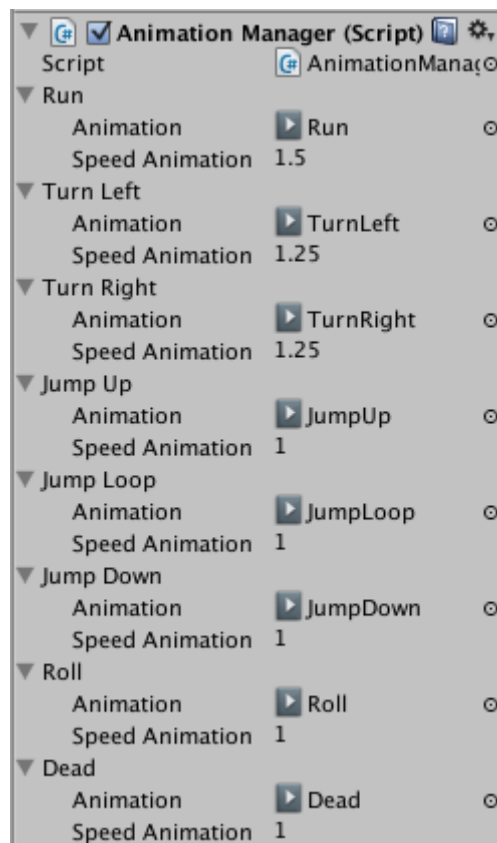 Animation Manager (Script)
Script AnimationManag
Run
Animation Run
Speed Animation 1.5
Turn Left
Animation TurnLeft
Speed Animation 1.25
Turn Right
Animation TurnRight
Speed Animation 1.25
Jump Up
Animation JumpUp
Speed Animation 1
Jump Loop
Animation JumpLoop
Speed Animation 1
Jump Down
Animation JumpDown
Speed Animation 1
Roll
Animation Roll
Speed Animation 1
Dead
Animation Dead
Speed Animation 1